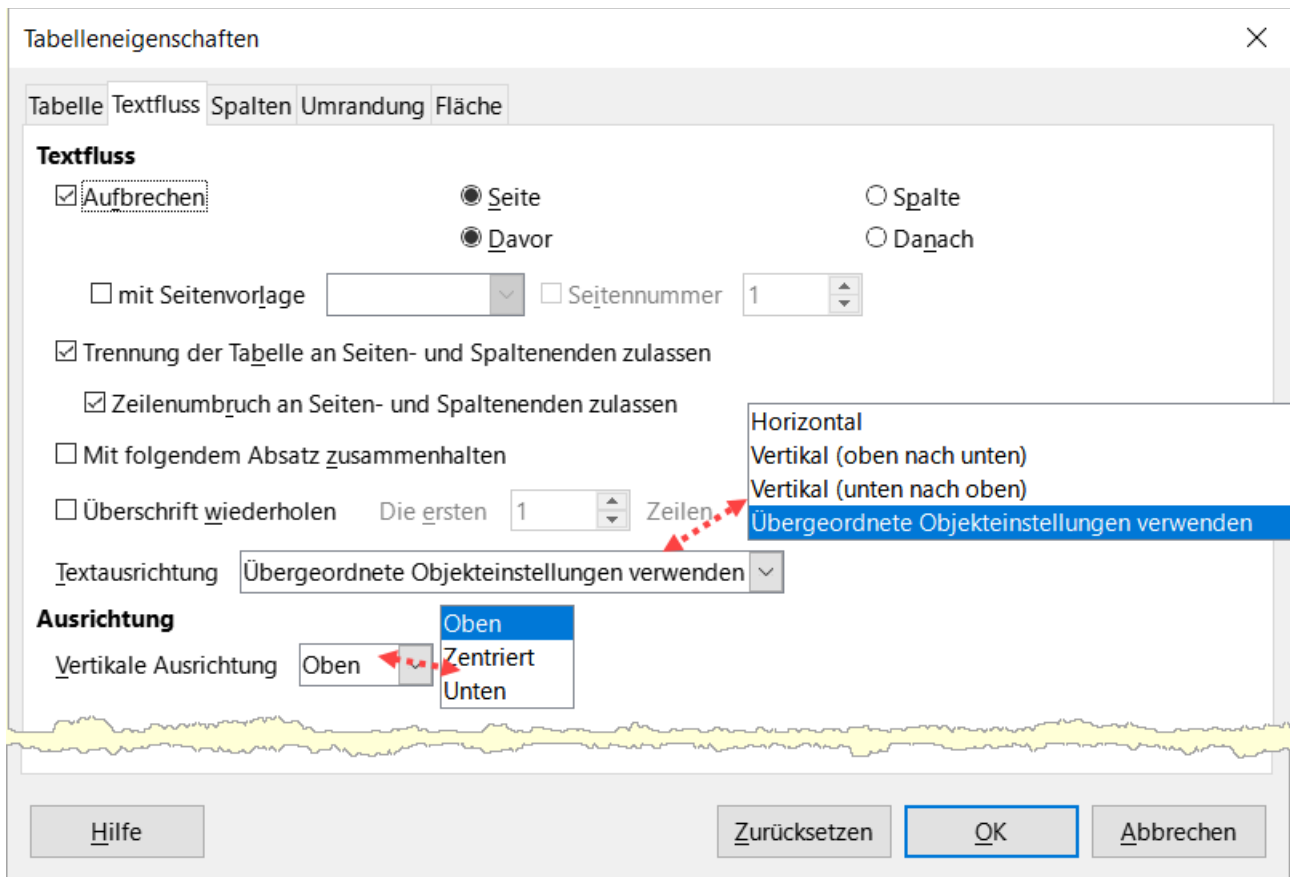 Tabelleneigenschaften
Tabelle Textfluss Spalten Umrandung Fläche
Textfluss
Aufbrechen Seite Spalte
Davor Danach
mit Seitenvorlage Seitennummer 1
Trennung der Tabelle an Seiten- und Spaltenenden zulassen
Zeilenumbruch an Seiten- und Spaltenenden zulassen
Horizontal
Vertikal (oben nach unten)
Mit folgendem Absatz zusammenhalten
Vertikal (unten nach oben)
Überschrift wiederholen Die ersten 1 Zeilen
Übergeordnete Objekteinstellungen verwenden
Textausrichtung Übergeordnete Objekteinstellungen verwenden
Ausrichtung
Oben
Vertikale Ausrichtung Oben
Zentriert
Unten
Hilfe Zurücksetzen OK Abbrechen